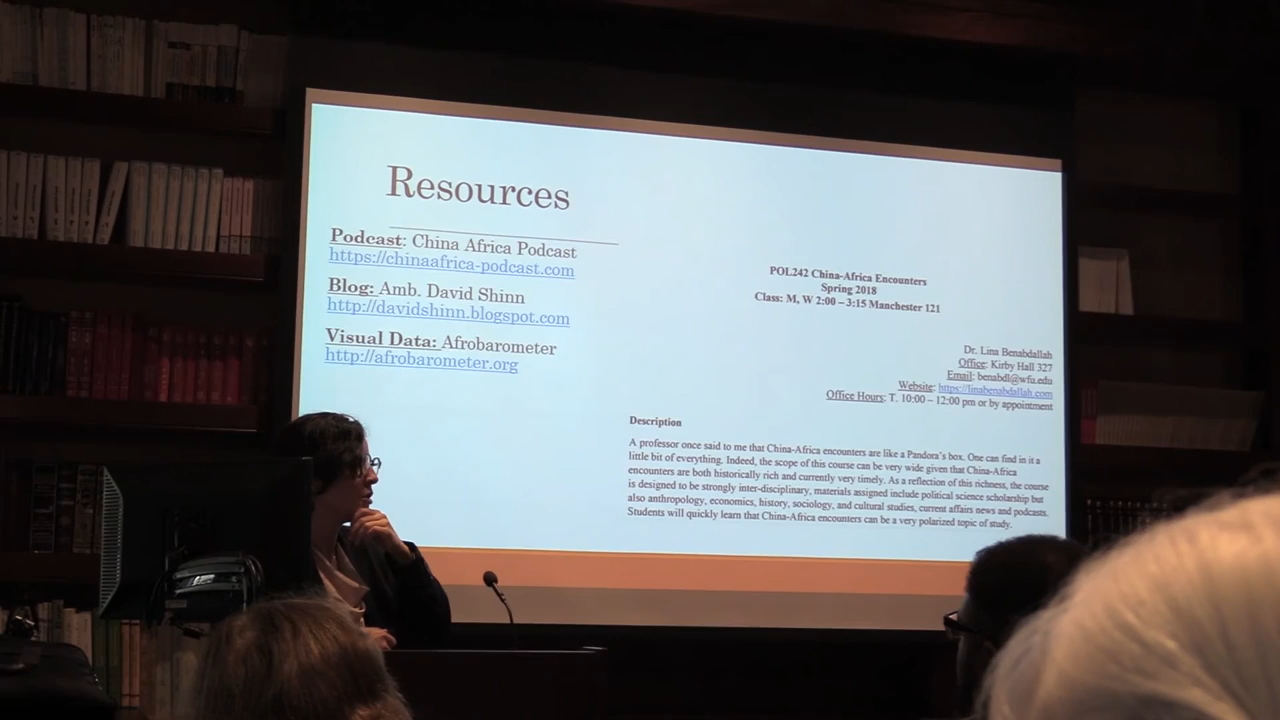 Resources
Podcast: China Africa Podcast
https://chinaafrica-podcast.com
Blog: Amb. David Shinn
http://davidshinn.blogspot.com
Visual Data: Afrobarometer
http://afrobarometer.org
POL242 China-Africa Encounters
Spring 2018
Class: M, W 2:00 – 3:15 Manchester 121
Dr. Lina Benabdallah
Office: Kirby Hall 327
Email: benabdl@wfu.edu
Website: https://linabenabdallah.com
Office Hours: T. 10:00 – 12:00 pm or by appointment
Description
A professor once said to me that China-Africa encounters are like a Pandora's box. One can find in it a
little bit of everything. Indeed, the scope of this course can be very wide given that China-Africa
encounters are both historically rich and currently very timely. As a reflection of this richness, the course
is designed to be strongly inter-disciplinary, materials assigned include political science scholarship but
also anthropology, economics, history, sociology, and cultural studies, current affairs news and podcasts.
Students will quickly learn that China-Africa encounters can be a very polarized topic of study.